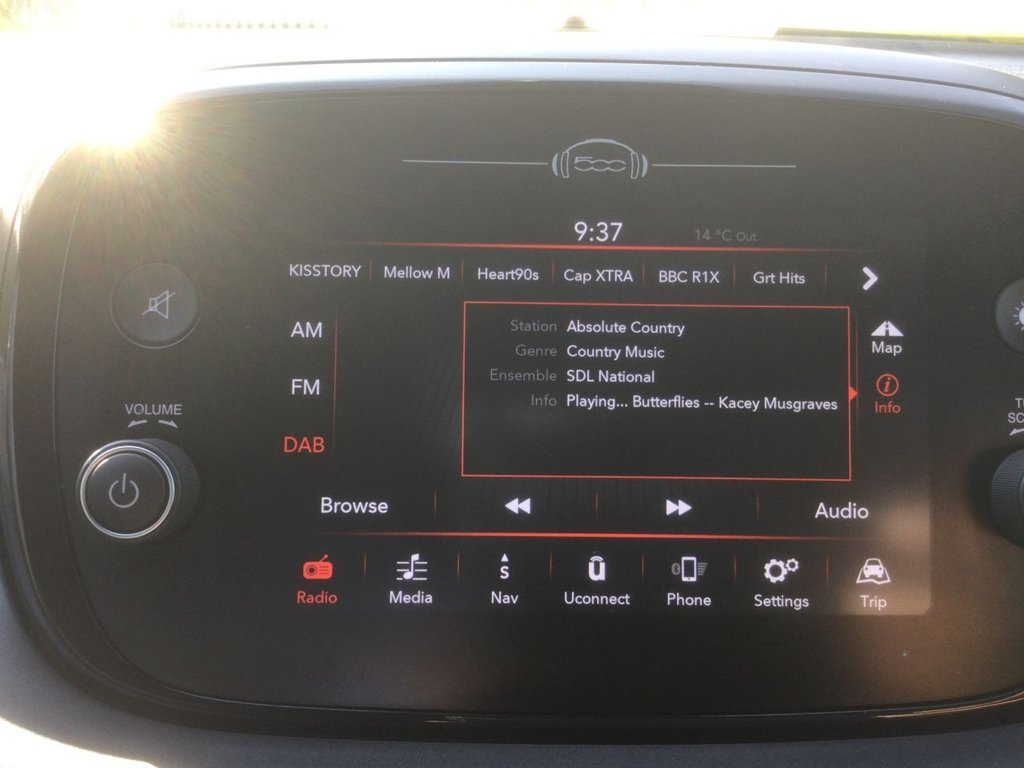 500
9:37 14 °C Out
KISSTORY Mellow M Heart90s Cap XTRA BBC R1X Grt Hits
AM
FM
DAB
Station Absolute Country
Genre Country Music
Ensemble SDL National
Info Playing... Butterflies -- Kacey Musgraves
Map
Info
VOLUME
Browse Audio
S
Radio Media Nav Uconnect Phone Settings Trip